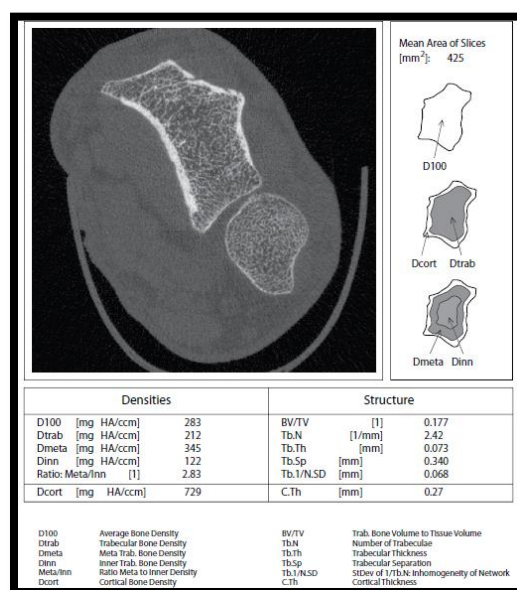 Mean Area of Slices
[mm²]: 425
D100
Dcort Dtrab
Dmeta Dinn
Densities Structure
D100 [mg HA/ccm] 283 BV/TV [1] 0.177
Dtrab [mg HA/ccm] 212 Tb.N [1/mm] 2.42
Dmeta [mg HA/ccm] 345 Tb.Th [mm] 0.073
Dinn [mg HA/ccm] 122 Tb.Sp [mm] 0.340
Ratio: Meta/Inn [1] 2.83 Tb.1/N.SD [mm] 0.068
Dcort [mg HA/ccm] 729 C.Th [mm] 0.27
D100 Average Bone Density BV/TV Trab. Bone Volume to Tissue Volume
Dtrab Trabecular Bone Density Tb.N Number of Trabeculae
Dmeta Meta Trab. Bone Density Tb.Th Trabecular Thickness
Dinn Inner Trab. Bone Density Tb.Sp Trabecular Separation
Meta/Inn Ratio Meta to Inner Density Tb.1/N.SD StDev of 1/Tb.N: Inhomogeneity of Network
Dcort Cortical Bone Density C.Th Cortical Thickness